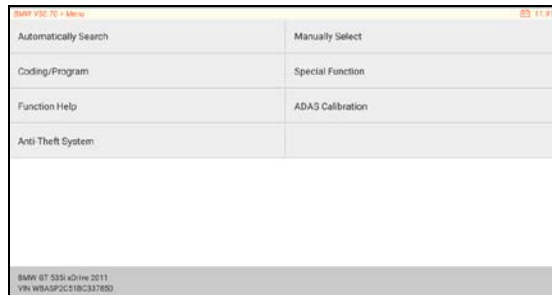 BMW V50.70 > Menu
Automatically Search
Manually Select
Coding/Program
Special Function
Function Help
ADAS Calibration
Anti-Theft System
BMW GT 535i xDrive 2011
VIN WBASP2C51BC337850